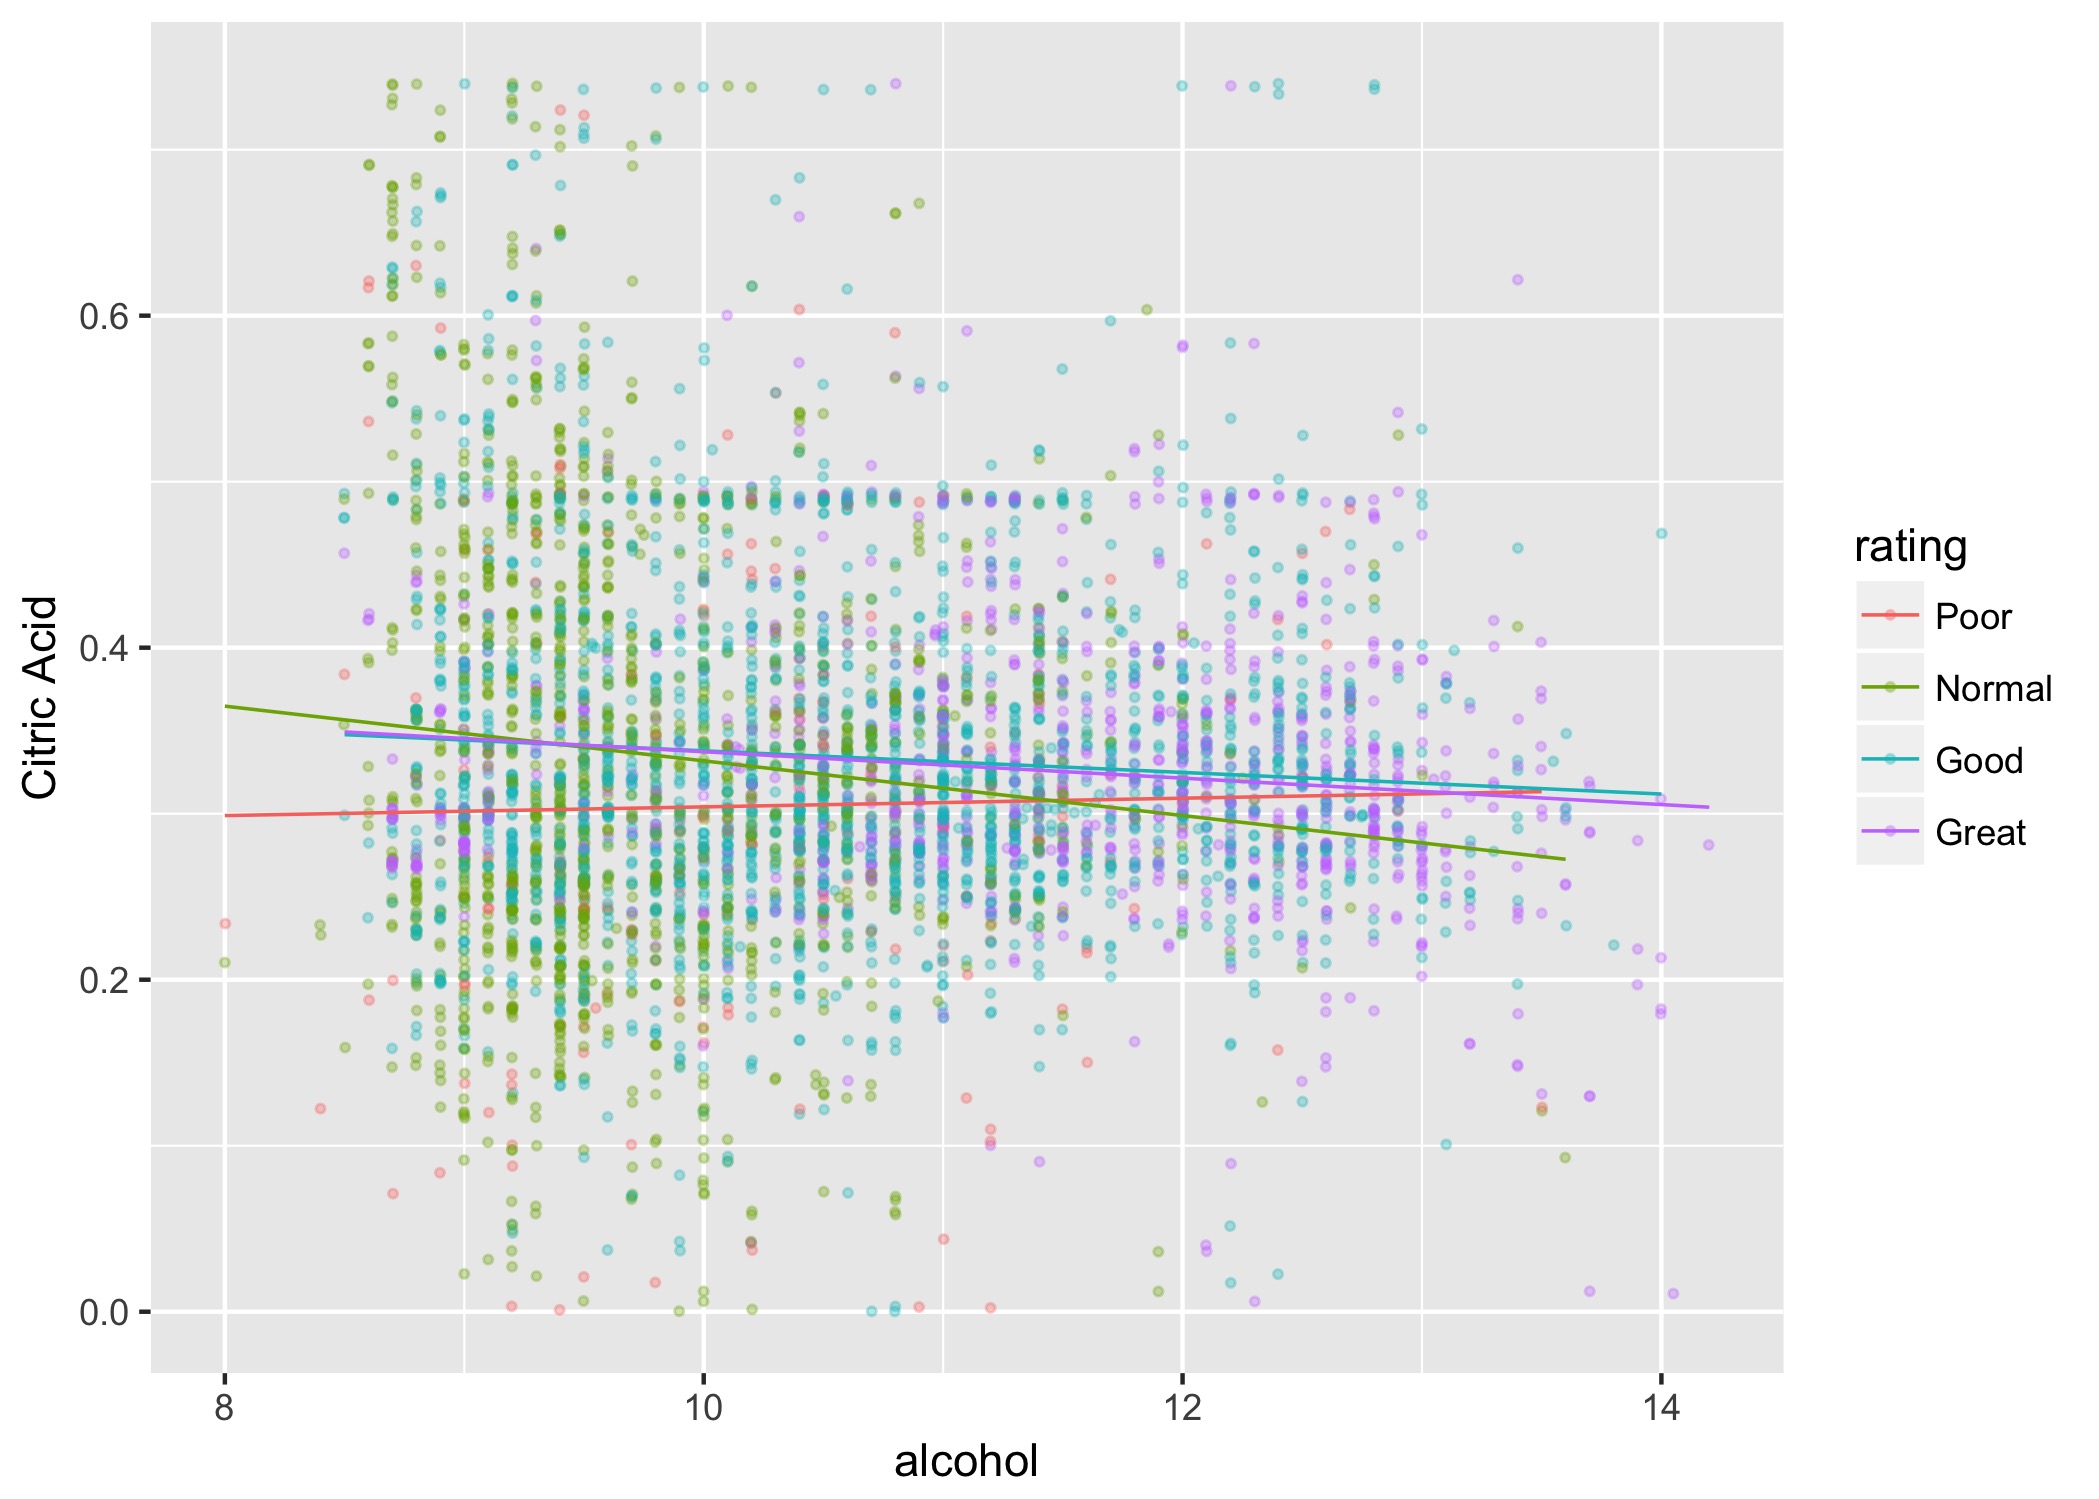 Citric Acid
0.6
0.4
0.2
0.0
8
10
12
14
alcohol
rating
Poor
Normal
Good
Great